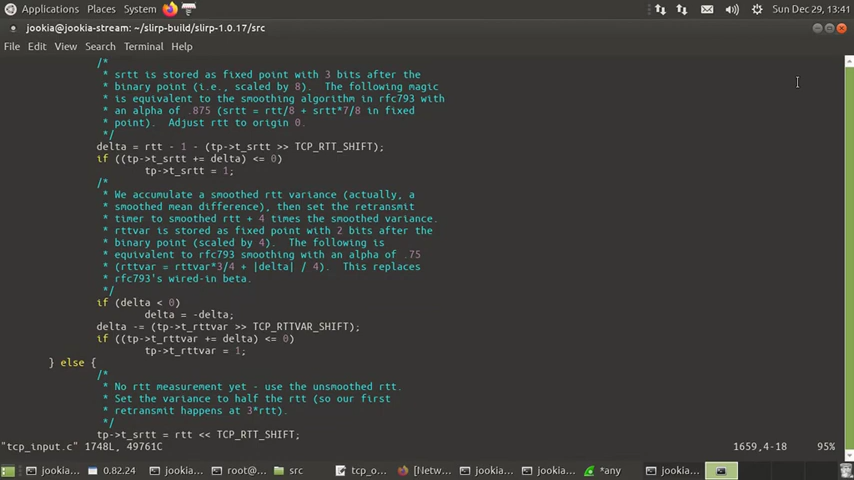 Applications Places System Sun Dec 29, 13:41
jookia@jookia-stream: ~/slirp-build/slirp-1.0.17/src
File Edit View Search Terminal Help
/*
* srtt is stored as fixed point with 3 bits after the
* binary point (i.e., scaled by 8). The following magic
* is equivalent to the smoothing algorithm in rfc793 with
* an alpha of .875 (srtt = rtt/8 + srtt*7/8 in fixed
* point). Adjust rtt to origin 0.
*/
delta = rtt - 1 - (tp->t_srtt >> TCP_RTT_SHIFT);
if ((tp->t_srtt += delta) <= 0)
tp->t_srtt = 1;
/*
* We accumulate a smoothed rtt variance (actually, a
* smoothed mean difference), then set the retransmit
* timer to smoothed rtt + 4 times the smoothed variance.
* rttvar is stored as fixed point with 2 bits after the
* binary point (scaled by 4). The following is
* equivalent to rfc793 smoothing with an alpha of .75
* (rttvar = rttvar*3/4 + |delta| / 4). This replaces
* rfc793's wired-in beta.
*/
if (delta < 0)
delta = -delta;
delta -= (tp->t_rttvar >> TCP_RTTVAR_SHIFT);
if ((tp->t_rttvar += delta) <= 0)
tp->t_rttvar = 1;
} else {
/*
* No rtt measurement yet - use the unsmoothed rtt.
* Set the variance to half the rtt (so our first
* retransmit happens at 3*rtt).
*/
tp->t_srtt = rtt << TCP_RTT_SHIFT;
"tcp_input.c" 1748L, 49761C 1659,4-18 95%
jookia... 0.82.24 jookia... root@/... src tcp_o... [Netw... jookia... jookia... *any jookia...